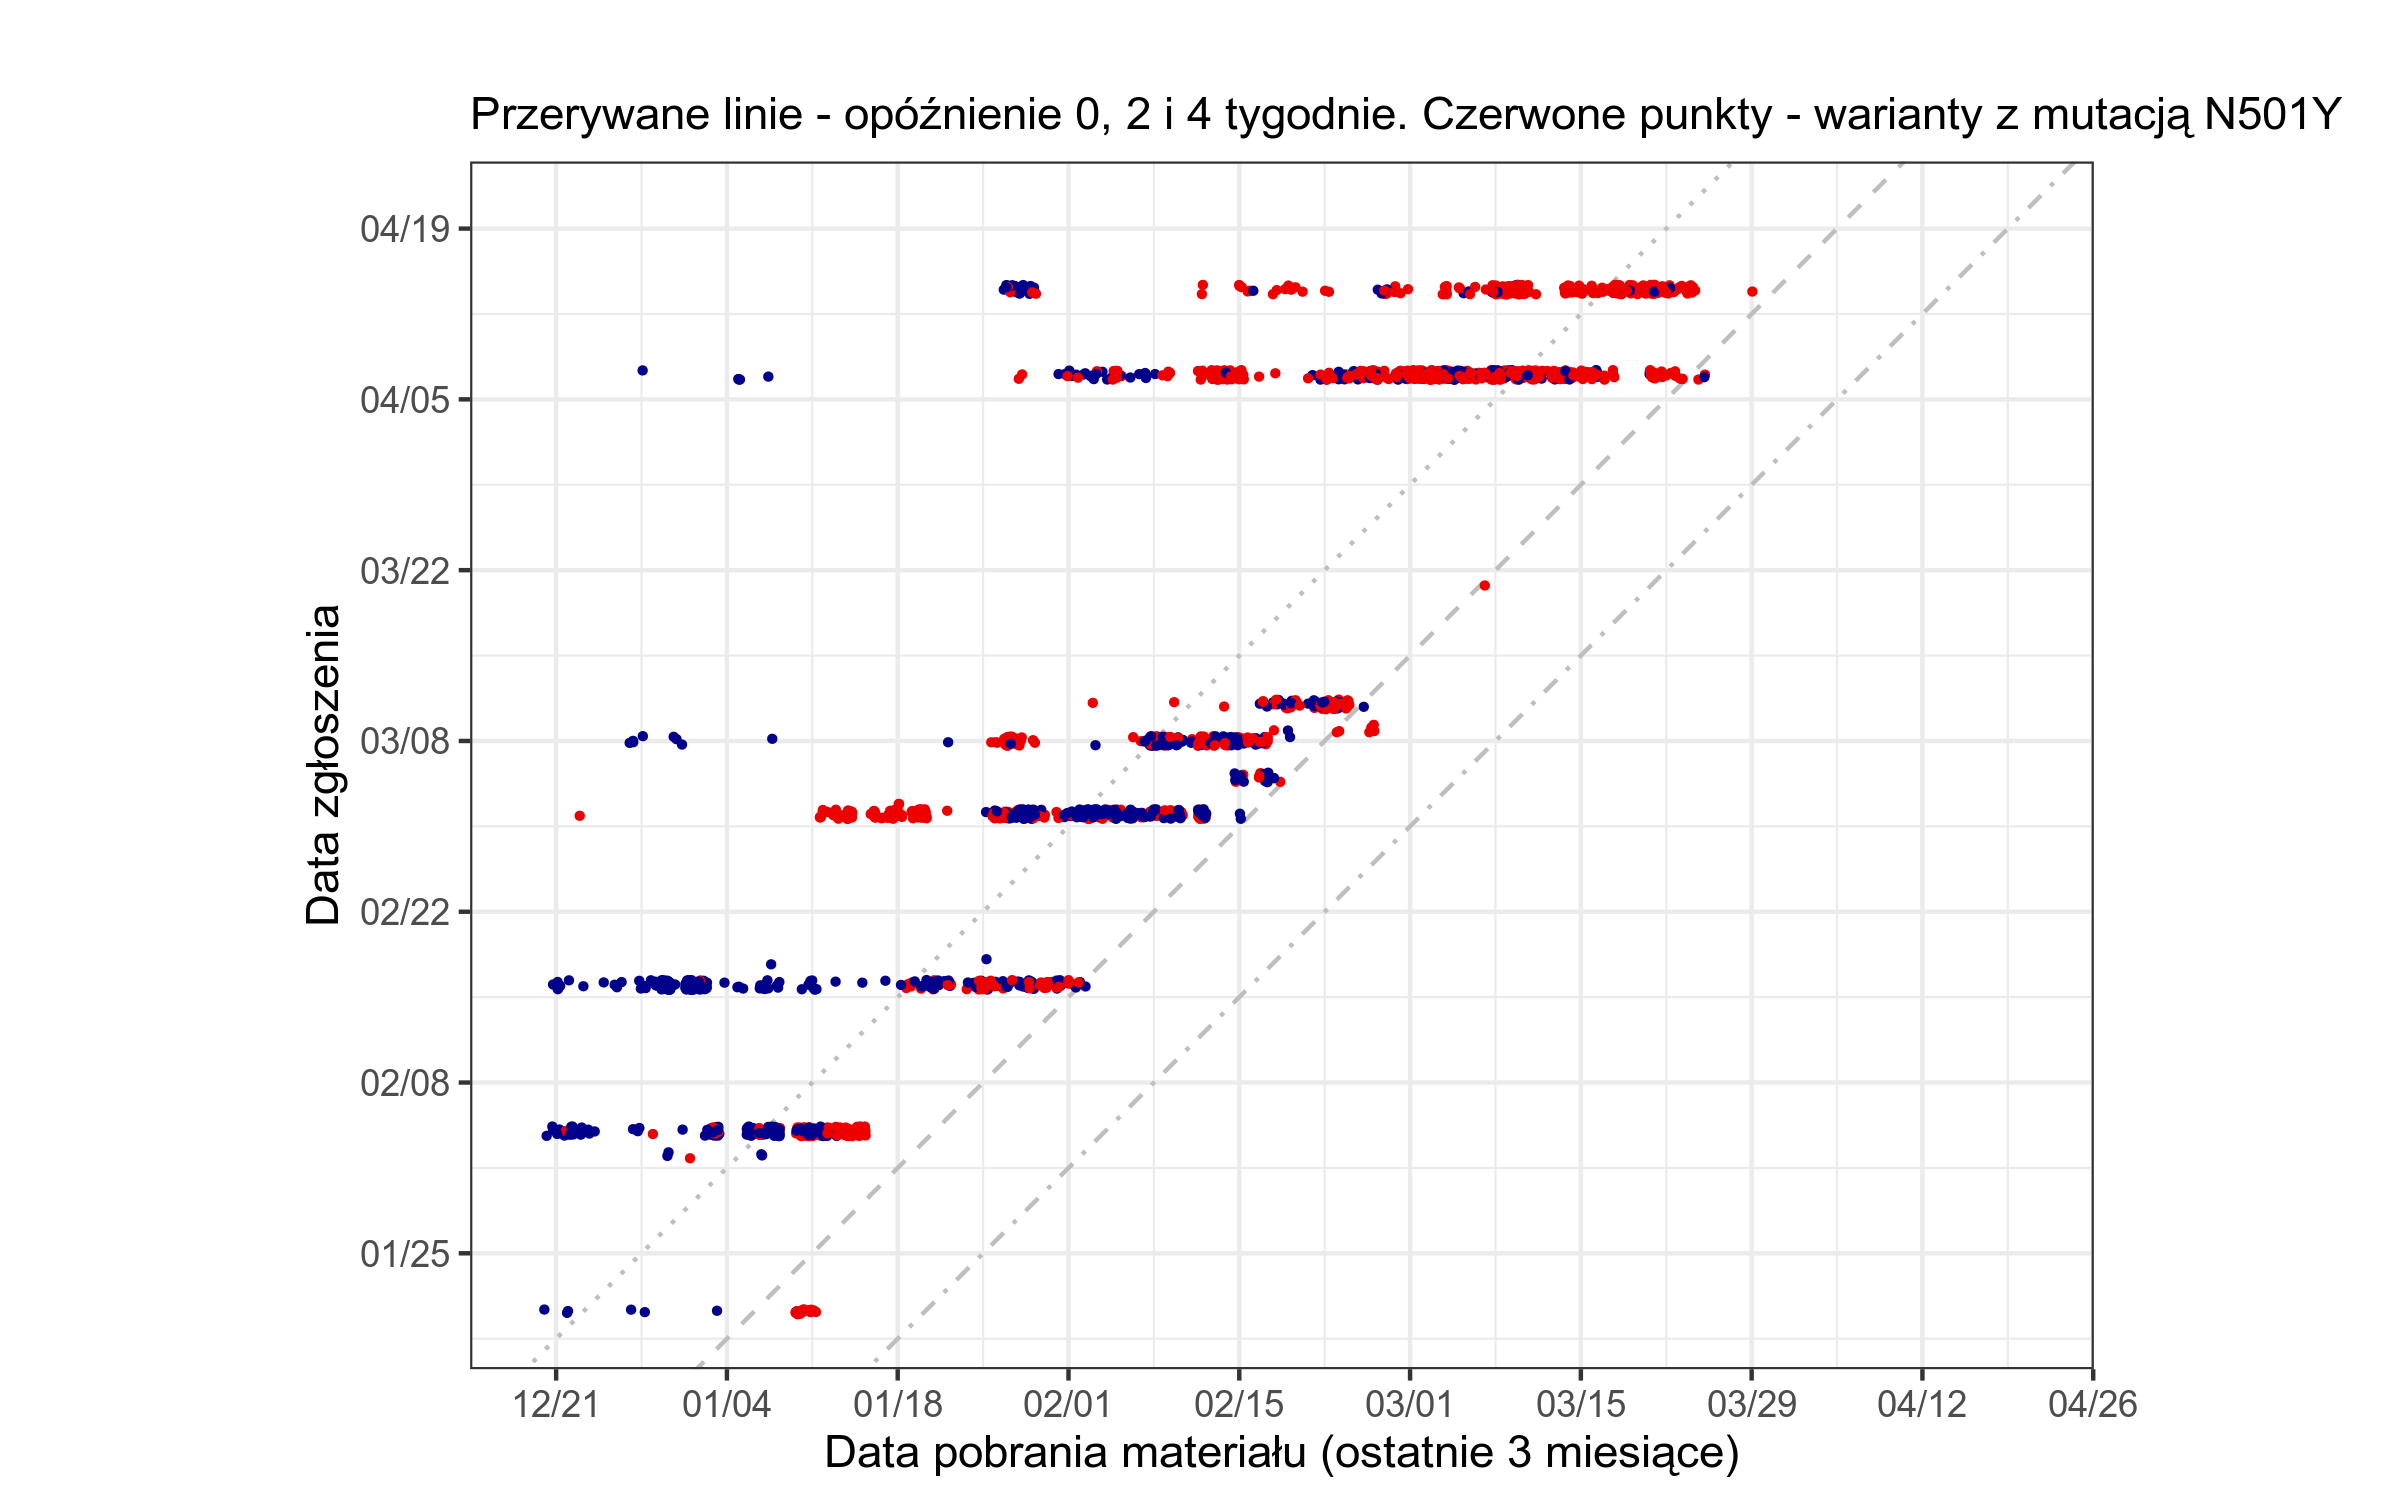 Przerywane linie - opóźnienie 0, 2 i 4 tygodnie. Czerwone punkty - warianty z mutacją N501Y
Data zgłoszenia
04/19
04/05
03/22
03/08
02/22
02/08
01/25
12/21 01/04 01/18 02/01 02/15 03/01 03/15 03/29 04/12 04/26
Data pobrania materiału (ostatnie 3 miesiące)